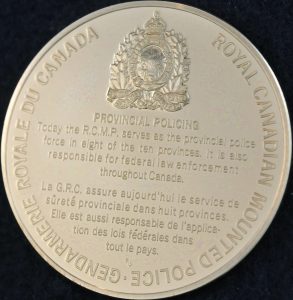 GENDARMERIE ROYALE DU CANADA
ROYAL CANADIAN MOUNTED POLICE
PROVINCIAL POLICING
Today the R.C.M.P. serves as the provincial police
force in eight of the ten provinces. It is also
responsible for federal law enforcement
throughout Canada.
La G.R.C. assure aujourd'hui le service de
sûreté provinciale dans huit provinces.
Elle est aussi responsable de l'applica-
tion des lois fédérales dans
tout le pays.